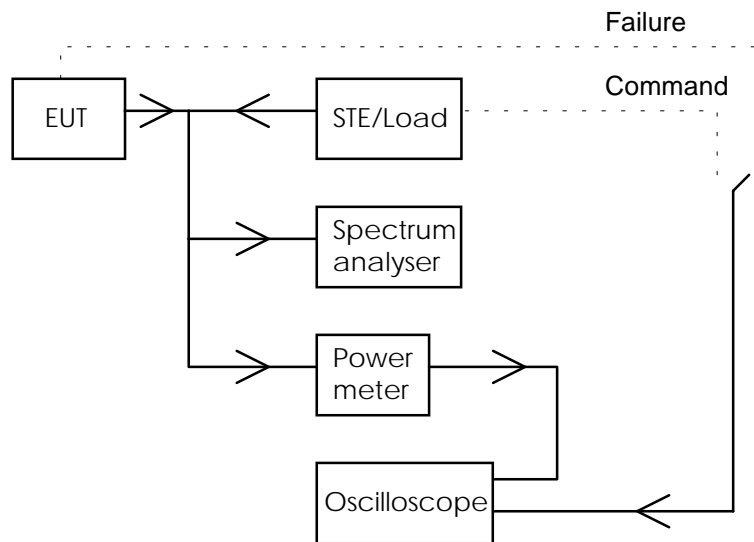 Failure
Command
EUT
STE/Load
Spectrum
analyser
Power
meter
Oscilloscope